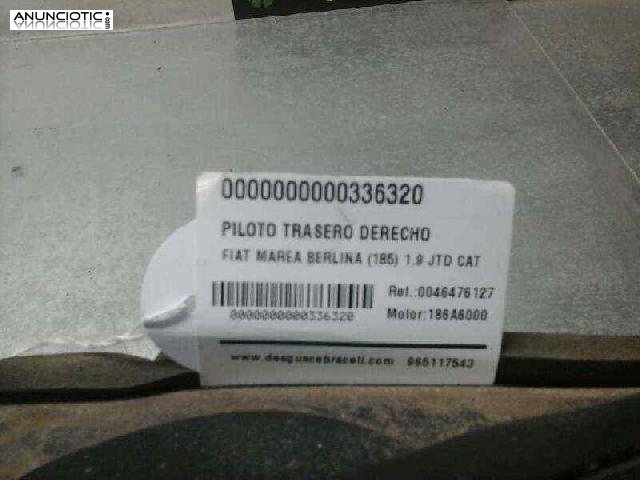 ANUNCIOTIC.com
0000000000336320
PILOTO TRASERO DERECHO
FIAT MAREA BERLINA (185) 1.9 JTD CAT
Ref.:0046476127
0000000000336320
Motor:186A6000
www.desguacebraceli.com 965117543